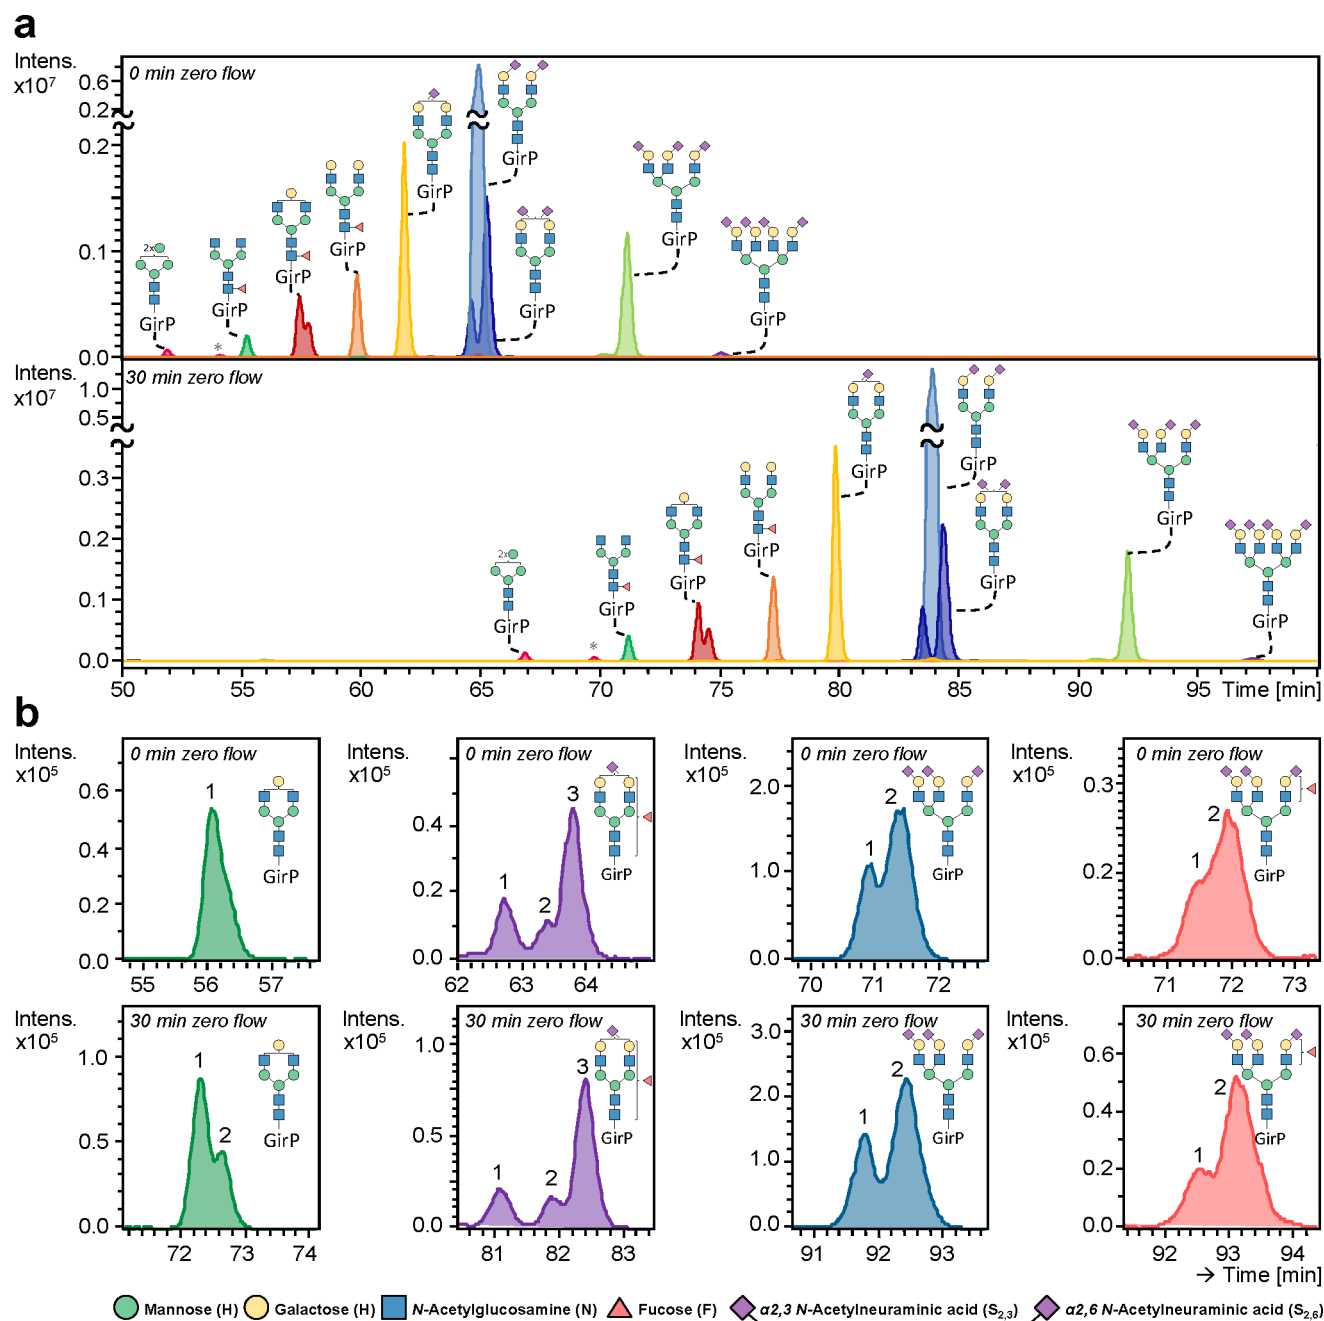 a
Intens.
x10⁷
0 min zero flow
0.6
0.2
0.2
0.1
0.0
2x
GirP
*
GirP
GirP
GirP
GirP
GirP
GirP
GirP
GirP
Intens.
x10⁷
30 min zero flow
1.0
0.5
0.3
0.2
0.1
0.0
2x
GirP
*
GirP
GirP
GirP
GirP
GirP
GirP
GirP
GirP
50 55 60 65 70 75 80 85 90 95 Time [min]
b
Intens.
x10⁵
0 min zero flow
0.6
0.4
0.2
0.0
1
GirP
55 56 57
Intens.
x10⁵
0 min zero flow
0.4
0.2
0.0
1
2
3
GirP
62 63 64
Intens.
x10⁵
0 min zero flow
2.0
1.0
0.0
1
2
GirP
70 71 72
Intens.
x10⁵
0 min zero flow
0.3
0.2
0.0
1
2
GirP
71 72 73
Intens.
x10⁵
30 min zero flow
1.0
0.5
0.0
1
2
GirP
72 73 74
Intens.
x10⁵
30 min zero flow
1.0
0.5
0.0
1
2
3
GirP
81 82 83
Intens.
x10⁵
30 min zero flow
3.0
2.0
1.0
0.0
1
2
GirP
91 92 93
Intens.
x10⁵
30 min zero flow
0.6
0.4
0.2
0.0
1
2
GirP
92 93 94
→ Time [min]
Mannose (H) Galactose (H) N-Acetylglucosamine (N) Fucose (F) α2,3 N-Acetylneuraminic acid (S2,3) α2,6 N-Acetylneuraminic acid (S2,6)